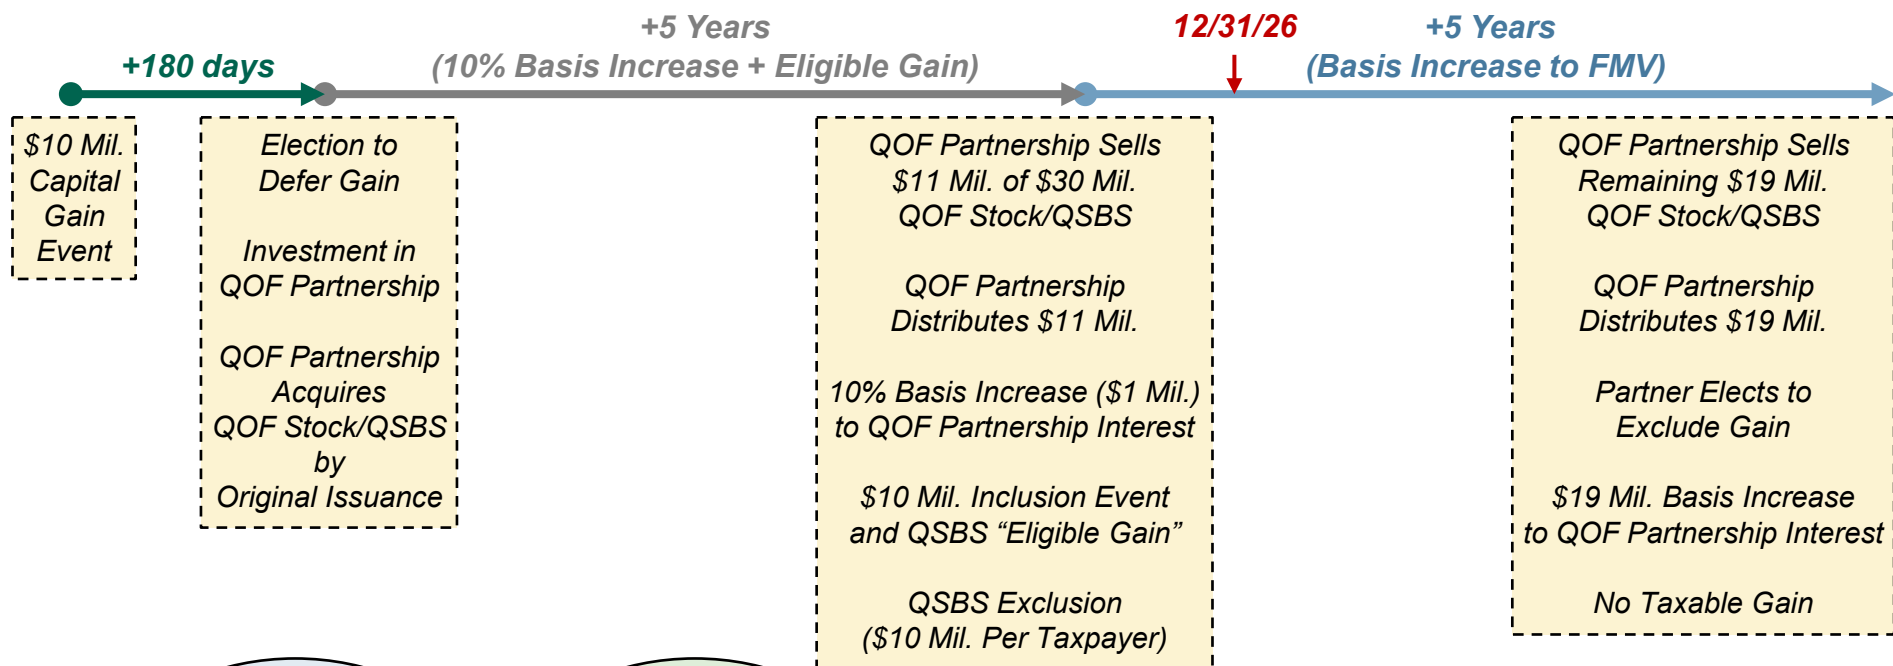 +180 days
+5 Years
(10% Basis Increase + Eligible Gain)
12/31/26
+5 Years
(Basis Increase to FMV)
$10 Mil.
Capital
Gain
Event
Election to
Defer Gain
Investment in
QOF Partnership
QOF Partnership
Acquires
QOF Stock/QSBS
by
Original Issuance
QOF Partnership Sells
$11 Mil. of $30 Mil.
QOF Stock/QSBS
QOF Partnership
Distributes $11 Mil.
10% Basis Increase ($1 Mil.)
to QOF Partnership Interest
$10 Mil. Inclusion Event
and QSBS “Eligible Gain”
QSBS Exclusion
($10 Mil. Per Taxpayer)
QOF Partnership Sells
Remaining $19 Mil.
QOF Stock/QSBS
QOF Partnership
Distributes $19 Mil.
Partner Elects to
Exclude Gain
$19 Mil. Basis Increase
to QOF Partnership Interest
No Taxable Gain